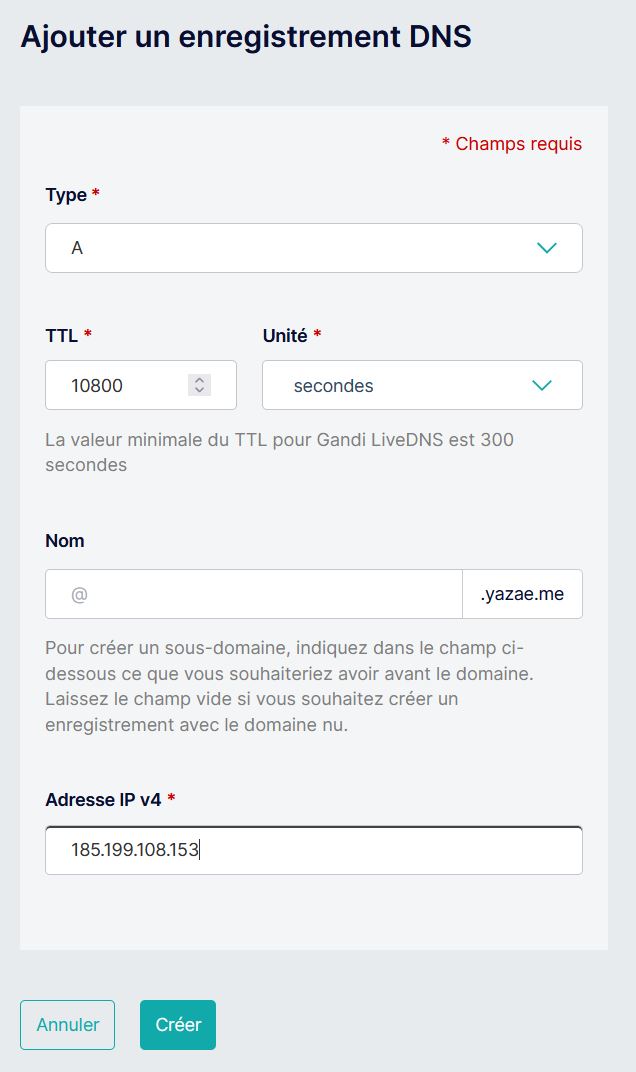 Ajouter un enregistrement DNS
* Champs requis
Type *
A
TTL * Unité *
10800 secondes
La valeur minimale du TTL pour Gandi LiveDNS est 300
secondes
Nom
@ .yazae.me
Pour créer un sous-domaine, indiquez dans le champ ci-
dessous ce que vous souhaiteriez avoir avant le domaine.
Laissez le champ vide si vous souhaitez créer un
enregistrement avec le domaine nu.
Adresse IP v4 *
185.199.108.153
Annuler Créer